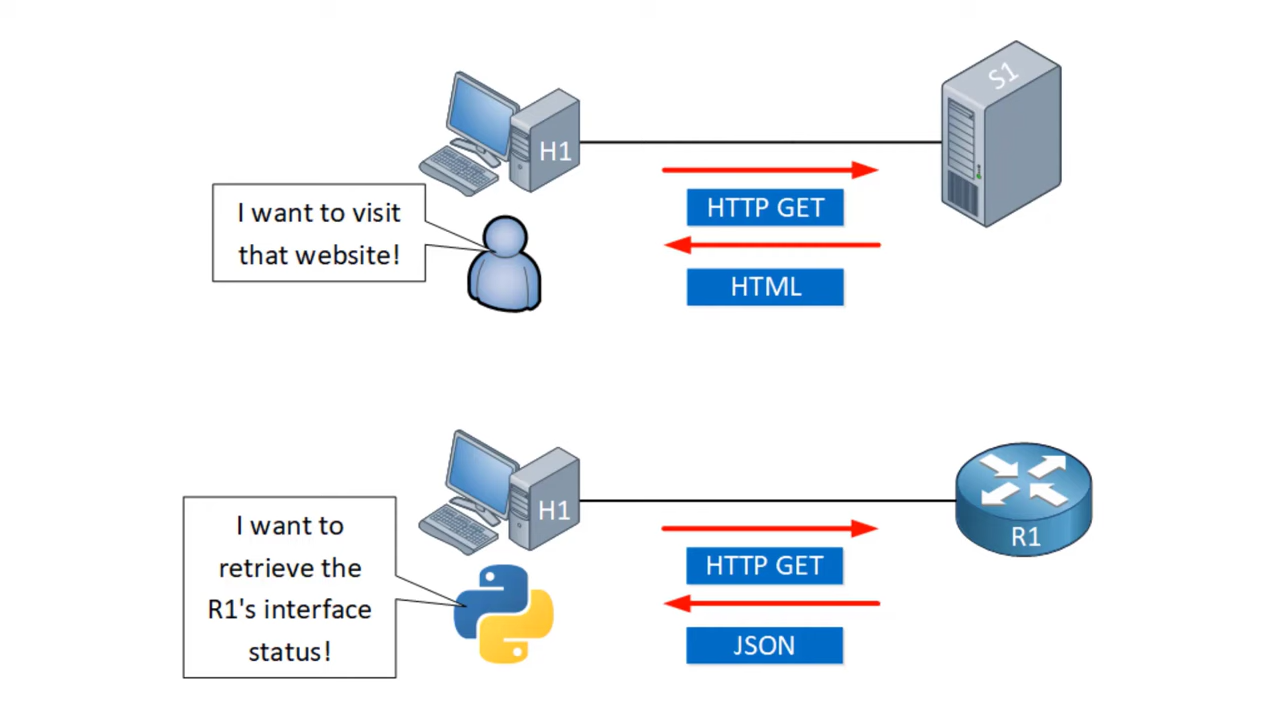 S1
H1
HTTP GET
I want to visit
that website!
HTML
H1
I want to
retrieve the
R1's interface
status!
R1
HTTP GET
JSON